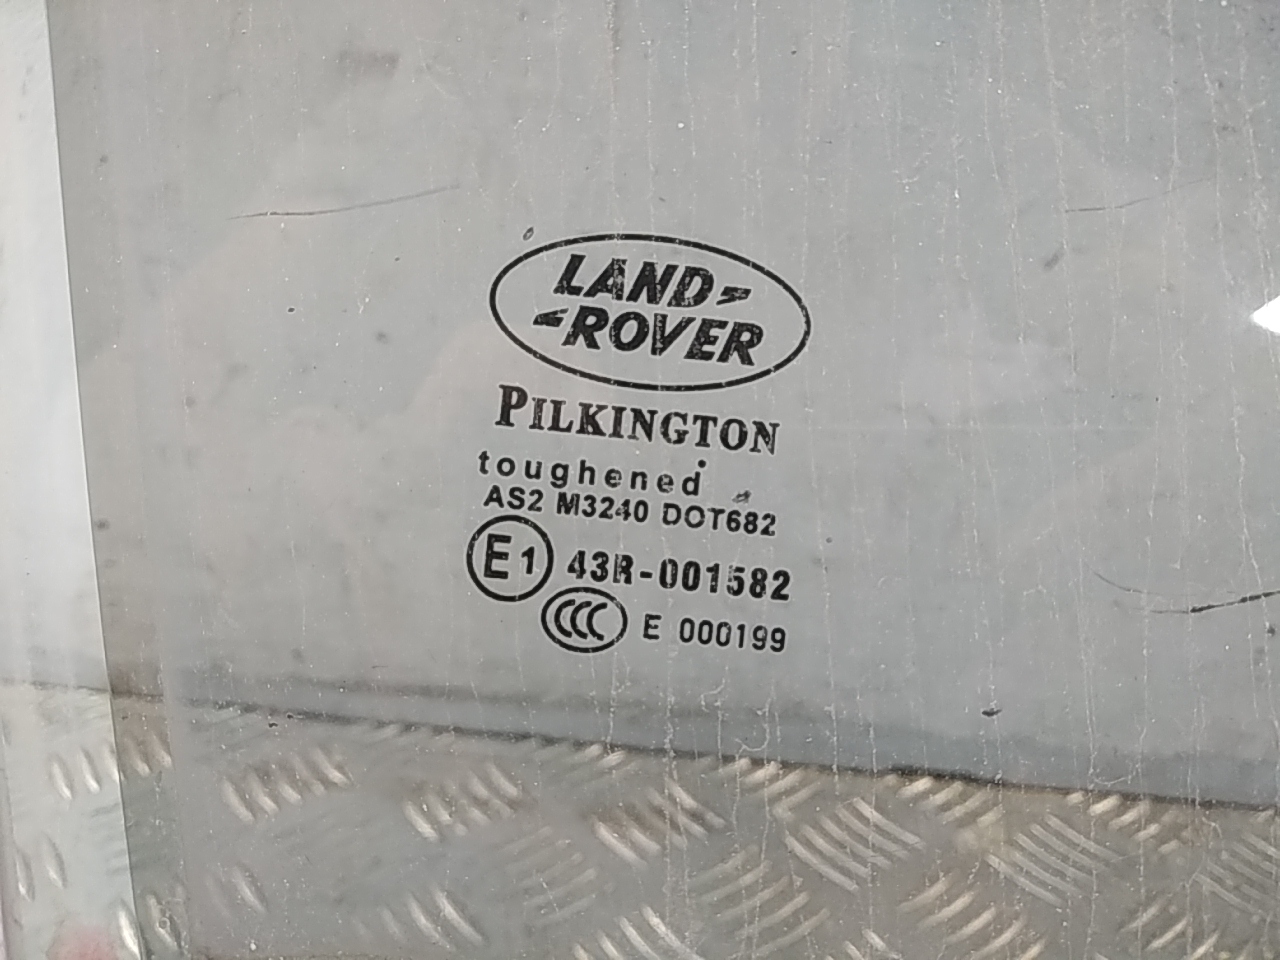 LAND
ROVER
PILKINGTON
toughened
AS2 M3240 DOT682
E1 43R-001582
CCC E 000199